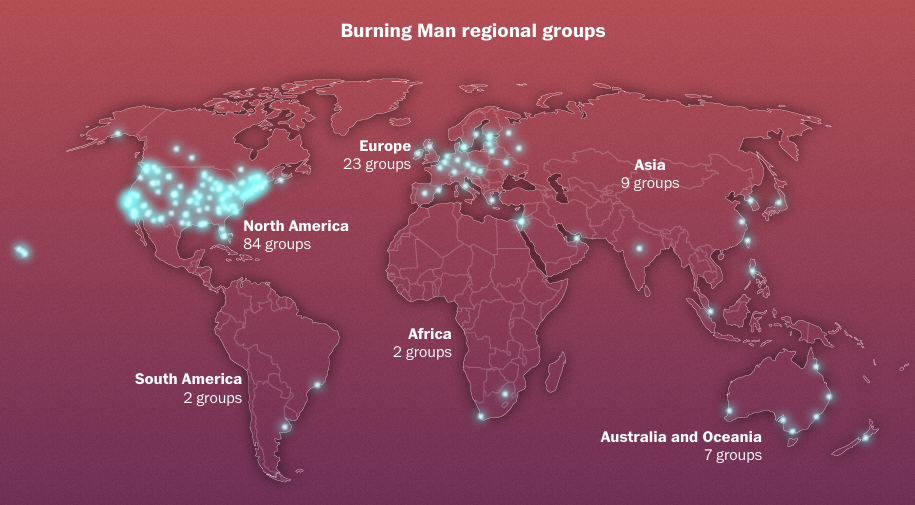 Burning Man regional groups
Europe
23 groups
Asia
9 groups
North America
84 groups
Africa
2 groups
South America
2 groups
Australia and Oceania
7 groups